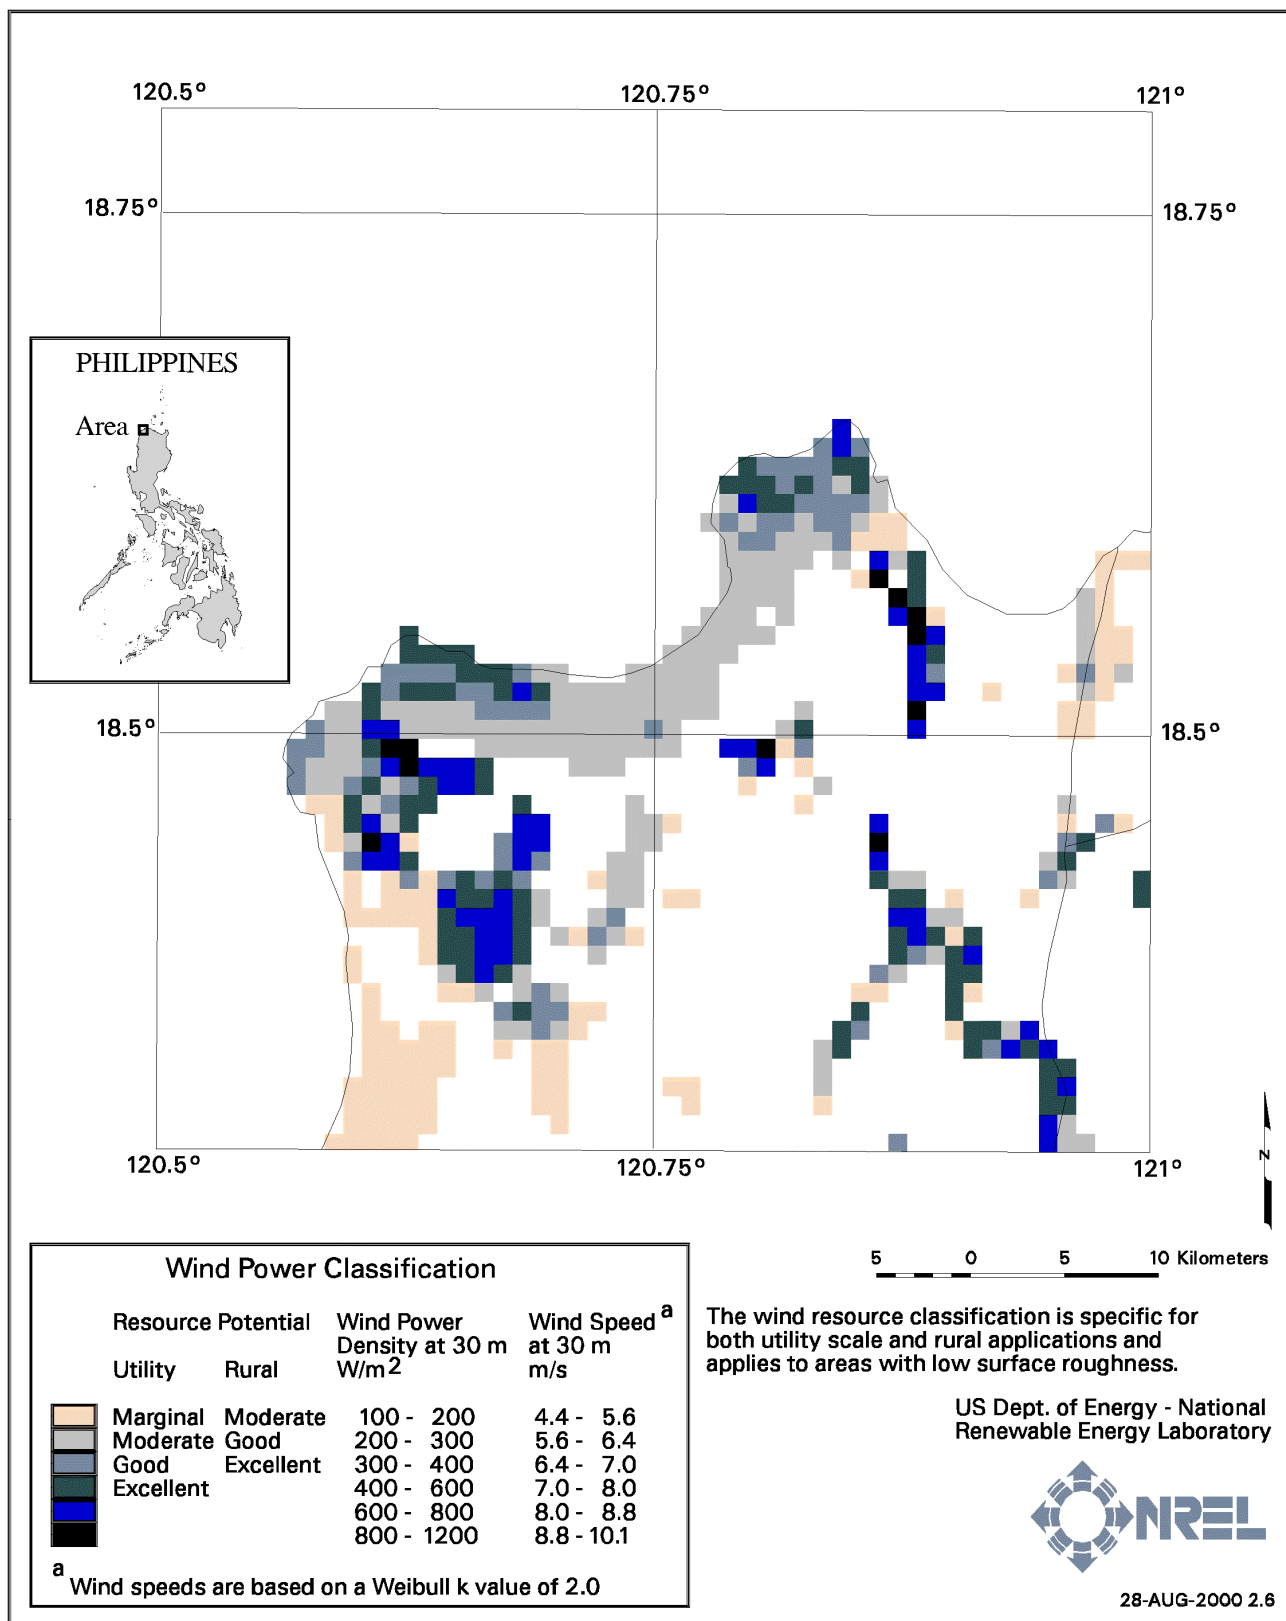 120.5° 120.75° 121°
18.75° 18.75°
PHILIPPINES
Area
18.5° 18.5°
120.5° 120.75° 121°
N
5 0 5 10 Kilometers
Wind Power Classification
Resource Potential Wind Power Wind Speed a
Density at 30 m at 30 m
Utility Rural W/m2 m/s
Marginal Moderate 100 - 200 4.4 - 5.6
Moderate Good 200 - 300 5.6 - 6.4
Good Excellent 300 - 400 6.4 - 7.0
Excellent 400 - 600 7.0 - 8.0
600 - 800 8.0 - 8.8
800 - 1200 8.8 - 10.1
a Wind speeds are based on a Weibull k value of 2.0
The wind resource classification is specific for
both utility scale and rural applications and
applies to areas with low surface roughness.
US Dept. of Energy - National
Renewable Energy Laboratory
NREL
28-AUG-2000 2.6